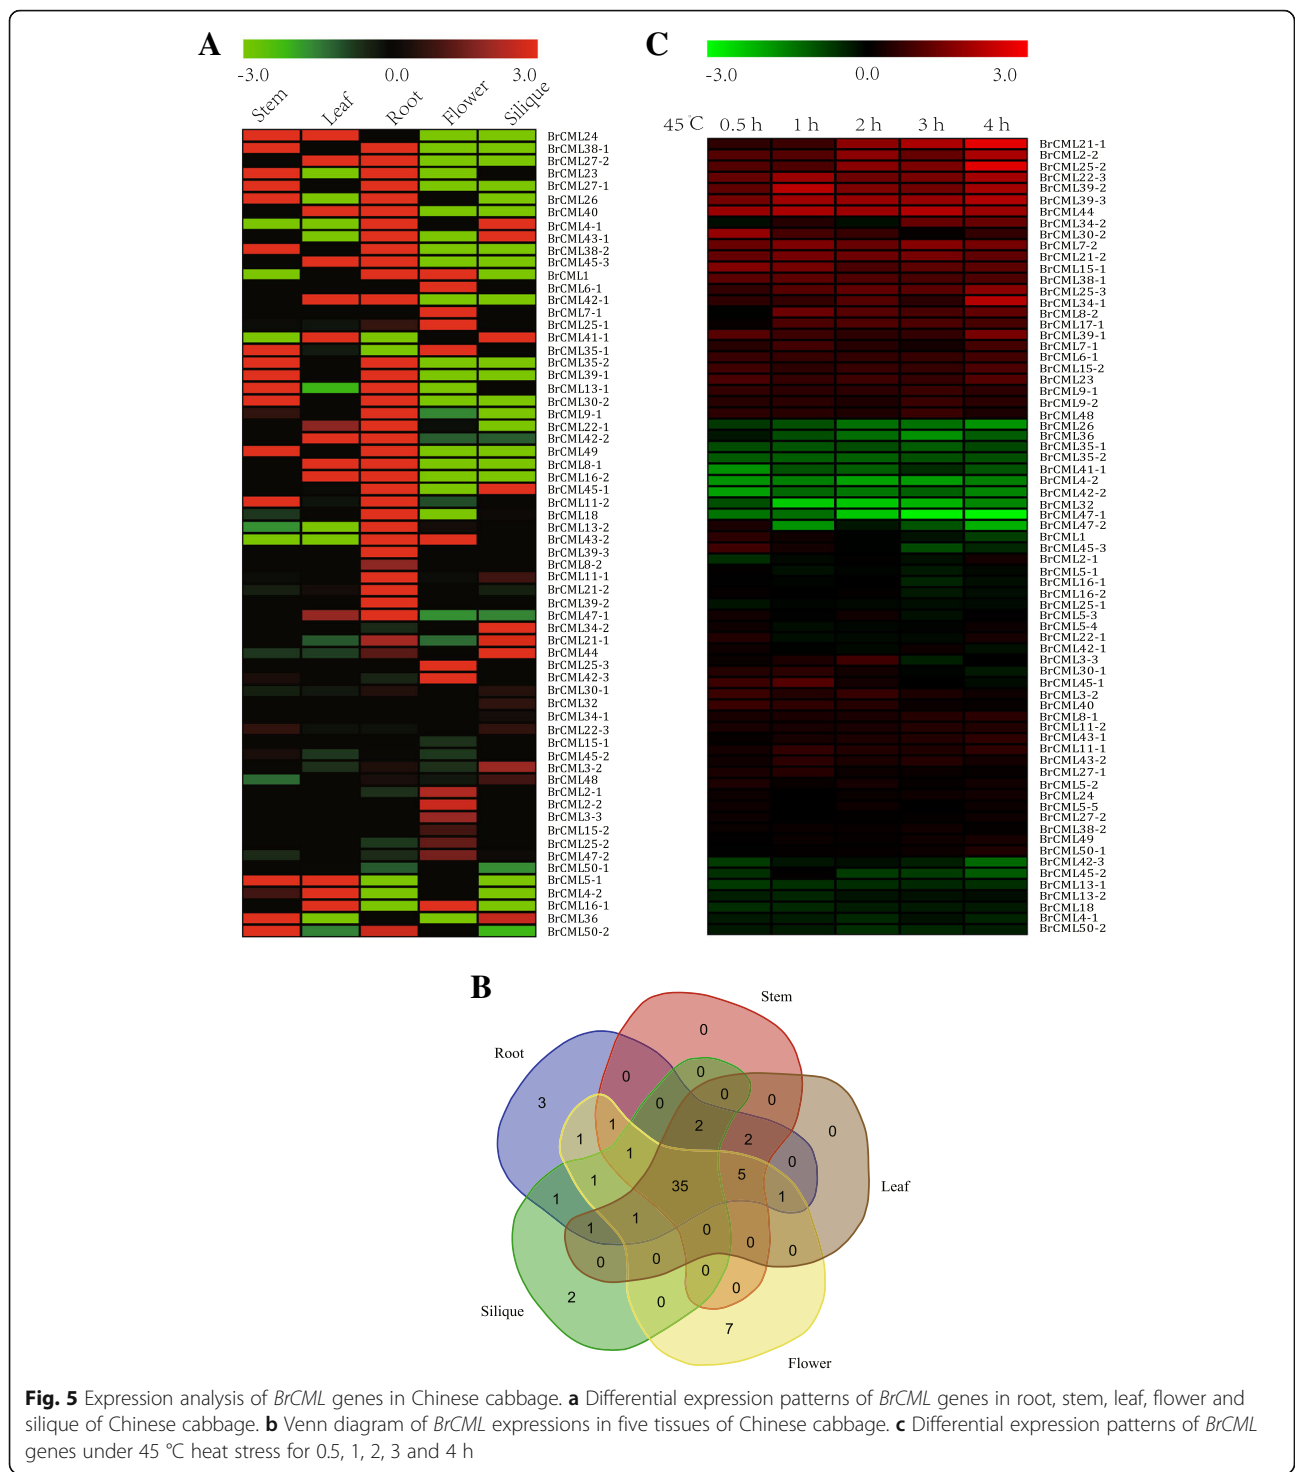 A
-3.0 0.0 3.0
Stem Leaf Root Flower Silique
BrCML24
BrCML38-1
BrCML27-2
BrCML23
BrCML27-1
BrCML26
BrCML40
BrCML4-1
BrCML43-1
BrCML38-2
BrCML45-3
BrCML1
BrCML6-1
BrCML42-1
BrCML7-1
BrCML25-1
BrCML41-1
BrCML35-1
BrCML35-2
BrCML39-1
BrCML13-1
BrCML30-2
BrCML9-1
BrCML22-1
BrCML42-2
BrCML49
BrCML8-1
BrCML16-2
BrCML45-1
BrCML11-2
BrCML18
BrCML13-2
BrCML43-2
BrCML39-3
BrCML8-2
BrCML11-1
BrCML21-2
BrCML39-2
BrCML47-1
BrCML34-2
BrCML21-1
BrCML44
BrCML25-3
BrCML42-3
BrCML30-1
BrCML32
BrCML34-1
BrCML22-3
BrCML15-1
BrCML45-2
BrCML3-2
BrCML48
BrCML2-1
BrCML2-2
BrCML3-3
BrCML15-2
BrCML25-2
BrCML47-2
BrCML50-1
BrCML5-1
BrCML4-2
BrCML16-1
BrCML36
BrCML50-2
C
-3.0 0.0 3.0
45°C 0.5 h 1 h 2 h 3 h 4 h
BrCML21-1
BrCML2-2
BrCML25-2
BrCML22-3
BrCML39-2
BrCML39-3
BrCML44
BrCML34-2
BrCML30-2
BrCML7-2
BrCML21-2
BrCML15-1
BrCML38-1
BrCML25-3
BrCML34-1
BrCML8-2
BrCML17-1
BrCML39-1
BrCML7-1
BrCML6-1
BrCML15-2
BrCML23
BrCML9-1
BrCML9-2
BrCML48
BrCML26
BrCML36
BrCML35-1
BrCML35-2
BrCML41-1
BrCML4-2
BrCML42-2
BrCML32
BrCML47-1
BrCML47-2
BrCML1
BrCML45-3
BrCML2-1
BrCML5-1
BrCML16-1
BrCML16-2
BrCML25-1
BrCML5-3
BrCML5-4
BrCML22-1
BrCML42-1
BrCML3-3
BrCML30-1
BrCML45-1
BrCML3-2
BrCML40
BrCML8-1
BrCML11-2
BrCML43-1
BrCML11-1
BrCML43-2
BrCML27-1
BrCML5-2
BrCML24
BrCML5-5
BrCML27-2
BrCML38-2
BrCML49
BrCML50-1
BrCML42-3
BrCML45-2
BrCML13-1
BrCML13-2
BrCML18
BrCML4-1
BrCML50-2
B
Stem
0
Root
0 0
3 0 0 0
1 1 2 2 0
1 0
1 35 5 Leaf
1 1
1 1 0
0 0 0 0
0
2 0 0
Silique
7
Flower
Fig. 5 Expression analysis of BrCML genes in Chinese cabbage. a Differential expression patterns of BrCML genes in root, stem, leaf, flower and
silique of Chinese cabbage. b Venn diagram of BrCML expressions in five tissues of Chinese cabbage. c Differential expression patterns of BrCML
genes under 45 °C heat stress for 0.5, 1, 2, 3 and 4 h